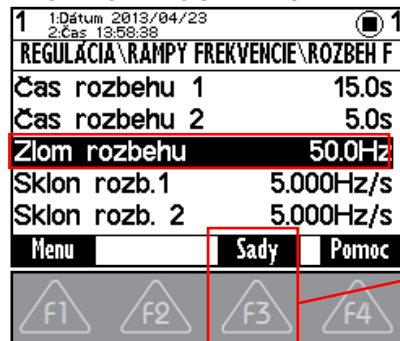 1 1:Dátum 2013/04/23 1
2:Čas 13:58:38
REGULÁCIA\RAMPY FREKVENCIE\ROZBEH F
Čas rozbehu 1 15.0s
Čas rozbehu 2 5.0s
Zlom rozbehu 50.0Hz
Sklon rozb.1 5.000Hz/s
Sklon rozb. 2 5.000Hz/s
Menu Sady Pomoc
F1 F2 F3 F4